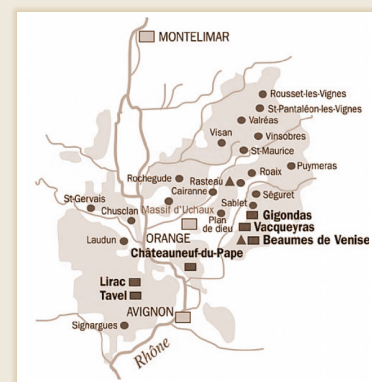 MONTELIMAR
Rousset-les-Vignes
St-Pantaléon-les-Vignes
Valréas
Visan
Vinsobres
St-Maurice
Puymeras
Rochegude
Rasteau
Roaix
Cairanne
St-Gervais
Massif d'Uchaux
Séguret
Sablet
Chusclan
Plan
de dieu
Gigondas
Vacqueyras
Laudun
ORANGE
Beaumes de Venise
Châteauneuf-du-Pape
Lirac
Tavel
AVIGNON
Signargues
Rhône